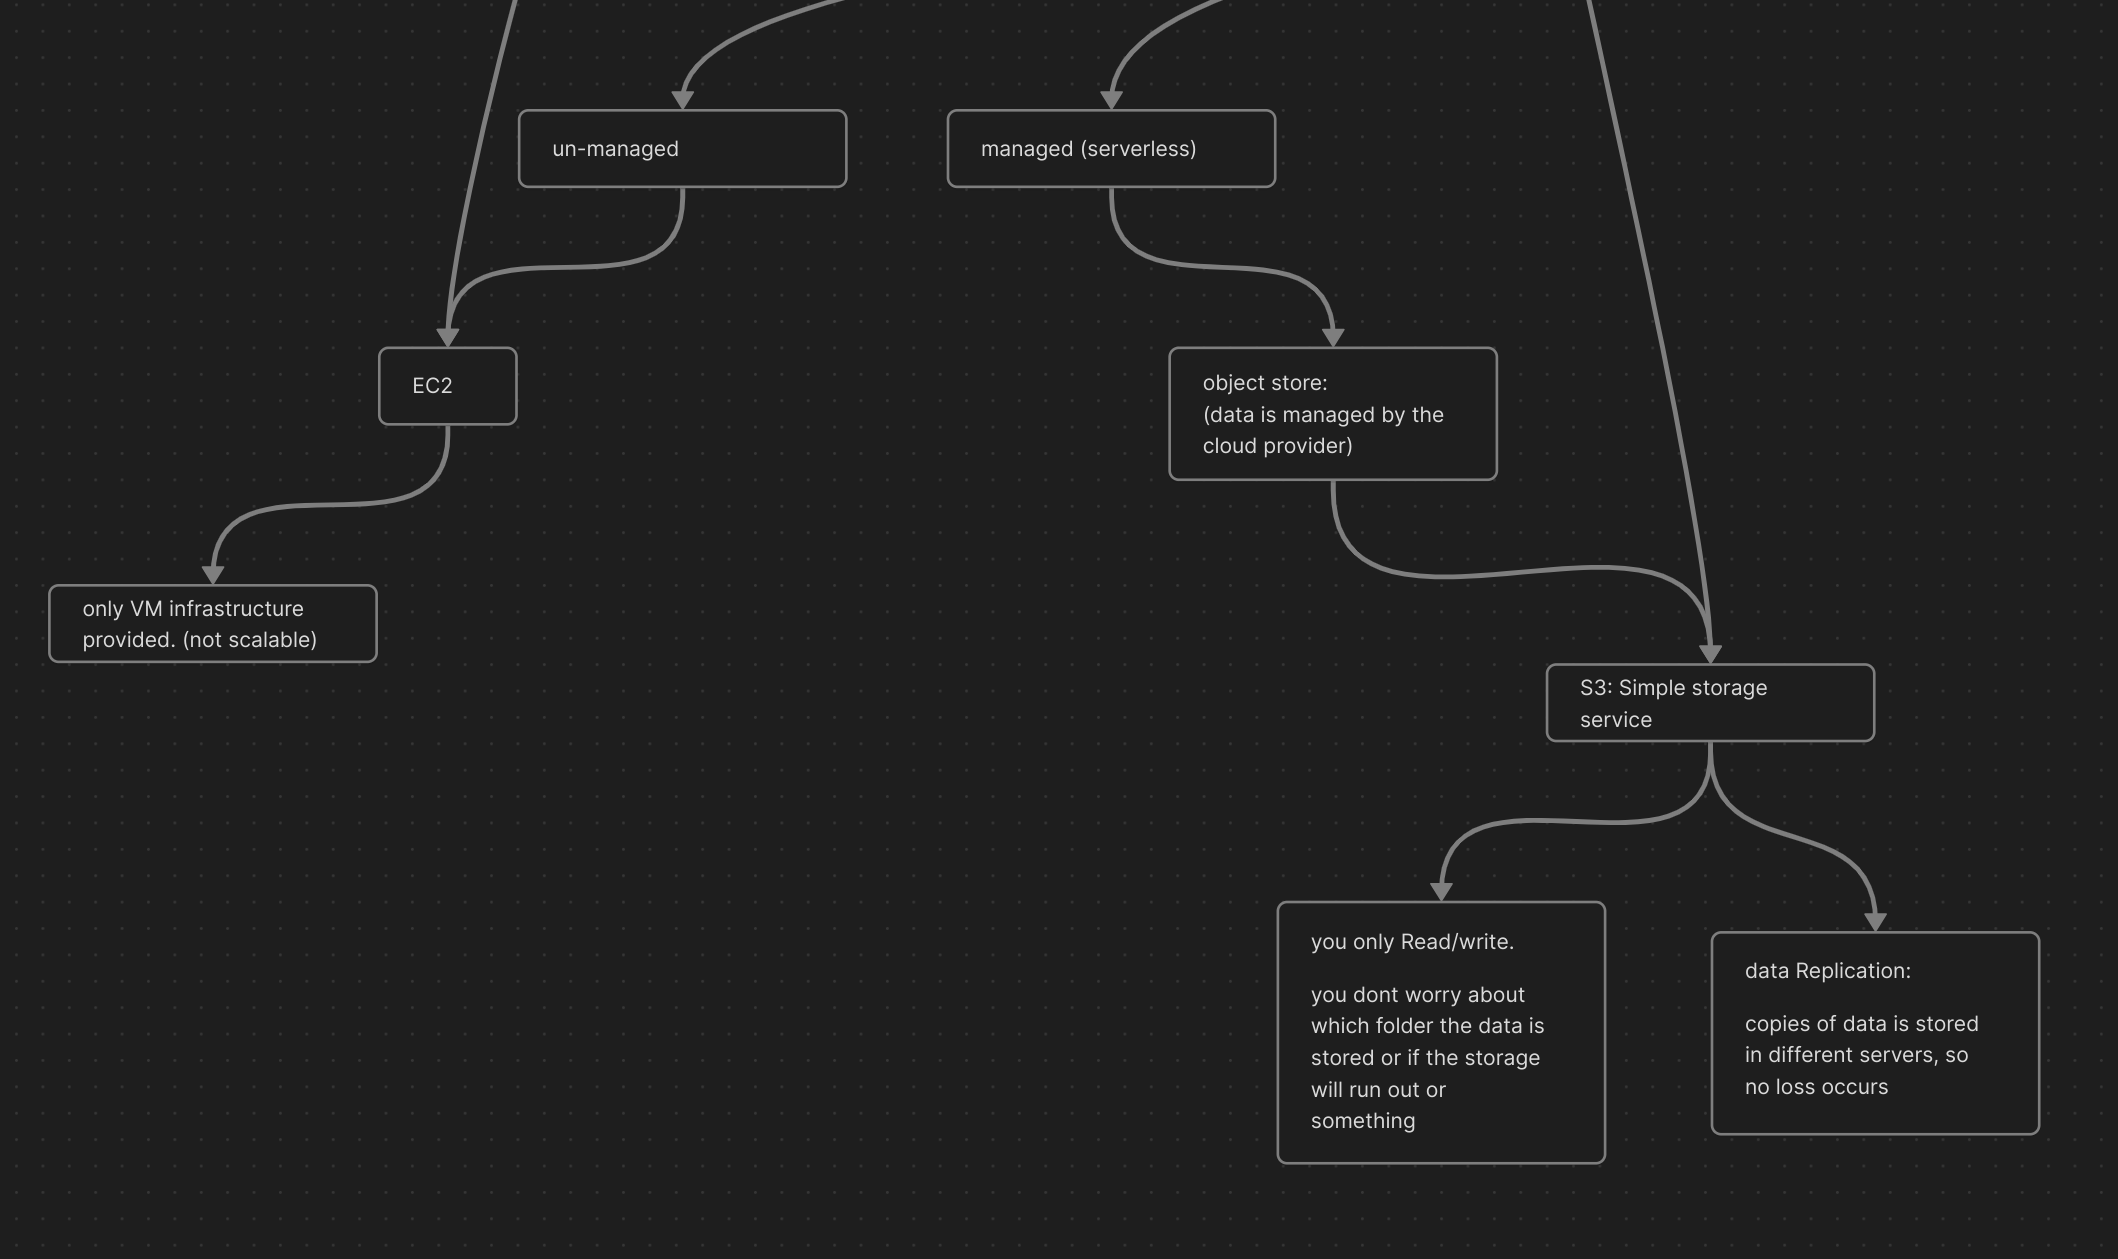 un-managed
managed (serverless)
EC2
object store:
(data is managed by the
cloud provider)
only VM infrastructure
provided. (not scalable)
S3: Simple storage
service
you only Read/write.
you dont worry about
which folder the data is
stored or if the storage
will run out or
something
data Replication:
copies of data is stored
in different servers, so
no loss occurs